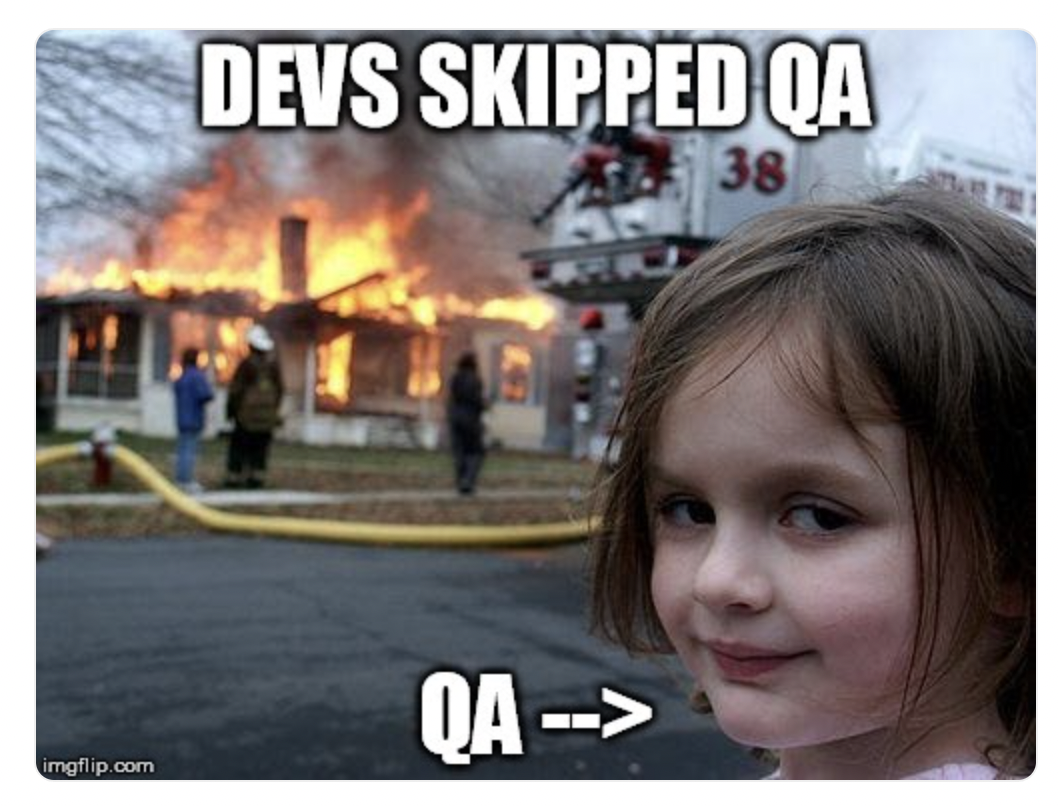 DEVS SKIPPED QA
38
QA -->
imgflip.com